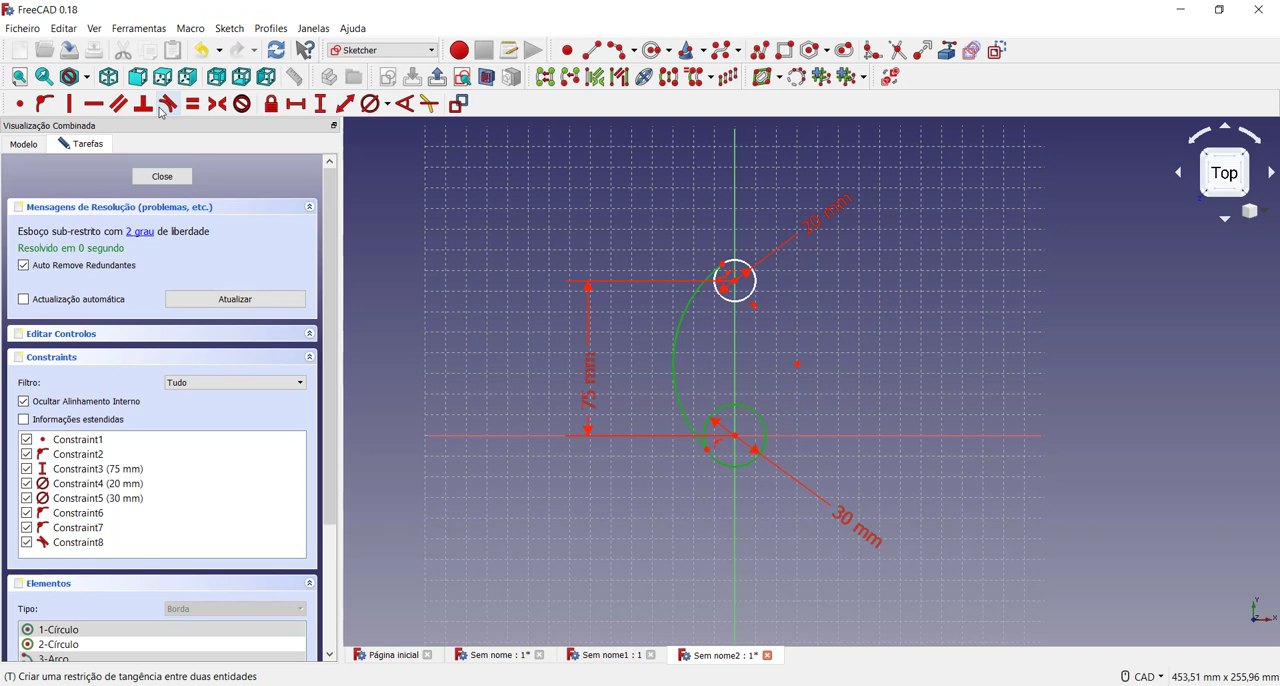 FreeCAD 0.18
Ficheiro Editar Ver Ferramentas Macro Sketch Profiles Janelas Ajuda
Sketcher
Visualização Combinada
Modelo Tarefas
Close
Mensagens de Resolução (problemas, etc.)
Esboço sub-restrito com 2 grau de liberdade
Resolvido em 0 segundo
Auto Remove Redundantes
Actualização automática Atualizar
Editar Controlos
Constraints
Filtro: Tudo
Ocultar Alinhamento Interno
Informações estendidas
Constraint1
Constraint2
Constraint3 (75 mm)
Constraint4 (20 mm)
Constraint5 (30 mm)
Constraint6
Constraint7
Constraint8
Elementos
Tipo: Borda
1-Círculo
2-Círculo
3-Arco
20 mm
75 mm
30 mm
Top
Z
Y
X
Página inicial Sem nome : 1* Sem nome1 : 1 Sem nome2 : 1*
(T) Criar uma restrição de tangência entre duas entidades
CAD 453,51 mm x 255,96 mm